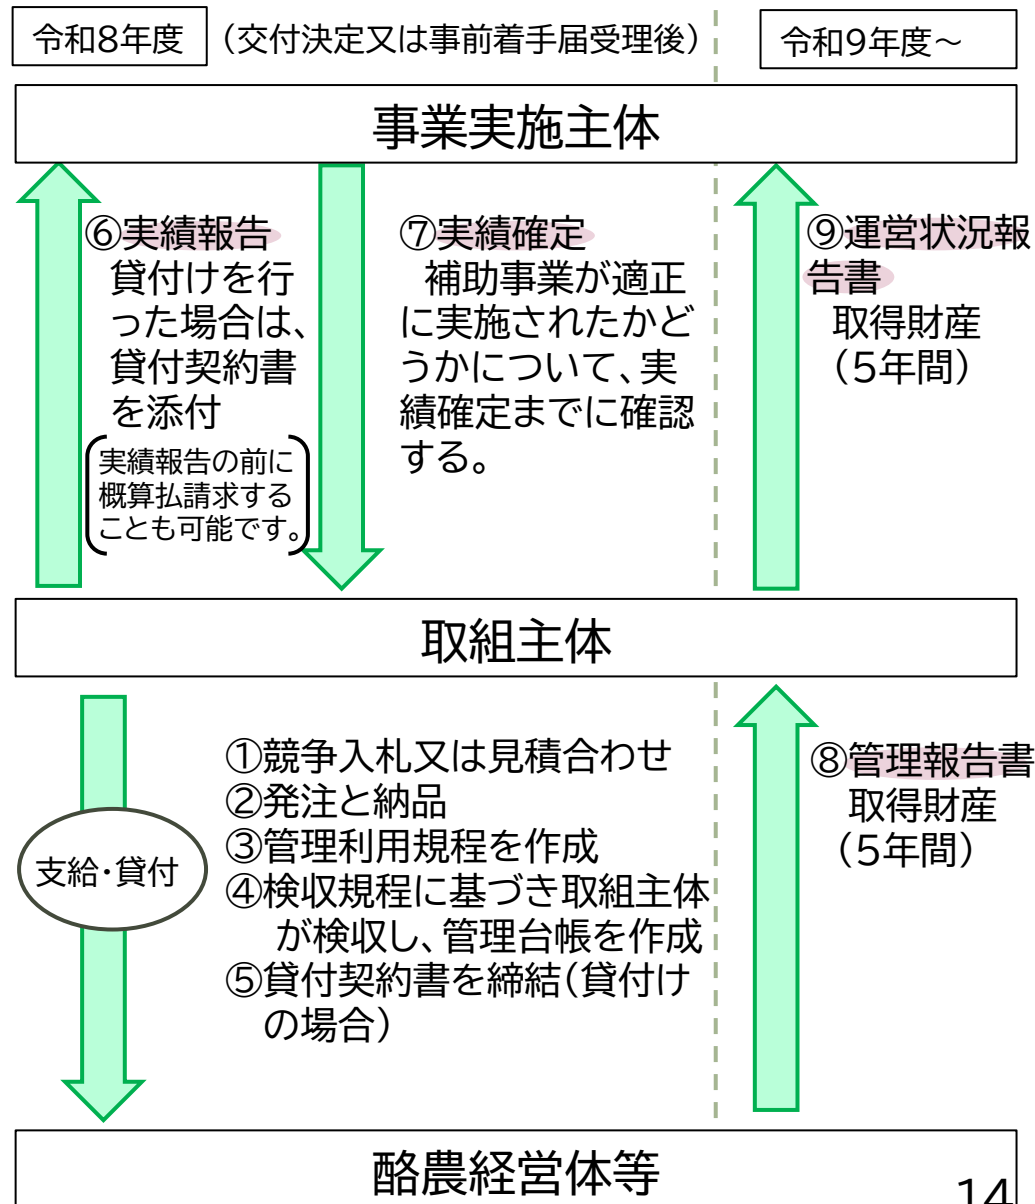 令和8年度
（交付決定又は事前着手届受理後）
令和9年度～
事業実施主体
⑥実績報告
貸付けを行
った場合は、
貸付契約書
を添付
実績報告の前に
概算払請求する
ことも可能です。
⑦実績確定
補助事業が適正
に実施されたかど
うかについて、実
績確定までに確認
する。
⑨運営状況報
告書
取得財産
（5年間）
取組主体
支給・貸付
①競争入札又は見積合わせ
②発注と納品
③管理利用規程を作成
④検収規程に基づき取組主体
が検収し、管理台帳を作成
⑤貸付契約書を締結（貸付け
の場合）
⑧管理報告書
取得財産
（5年間）
酪農経営体等
14